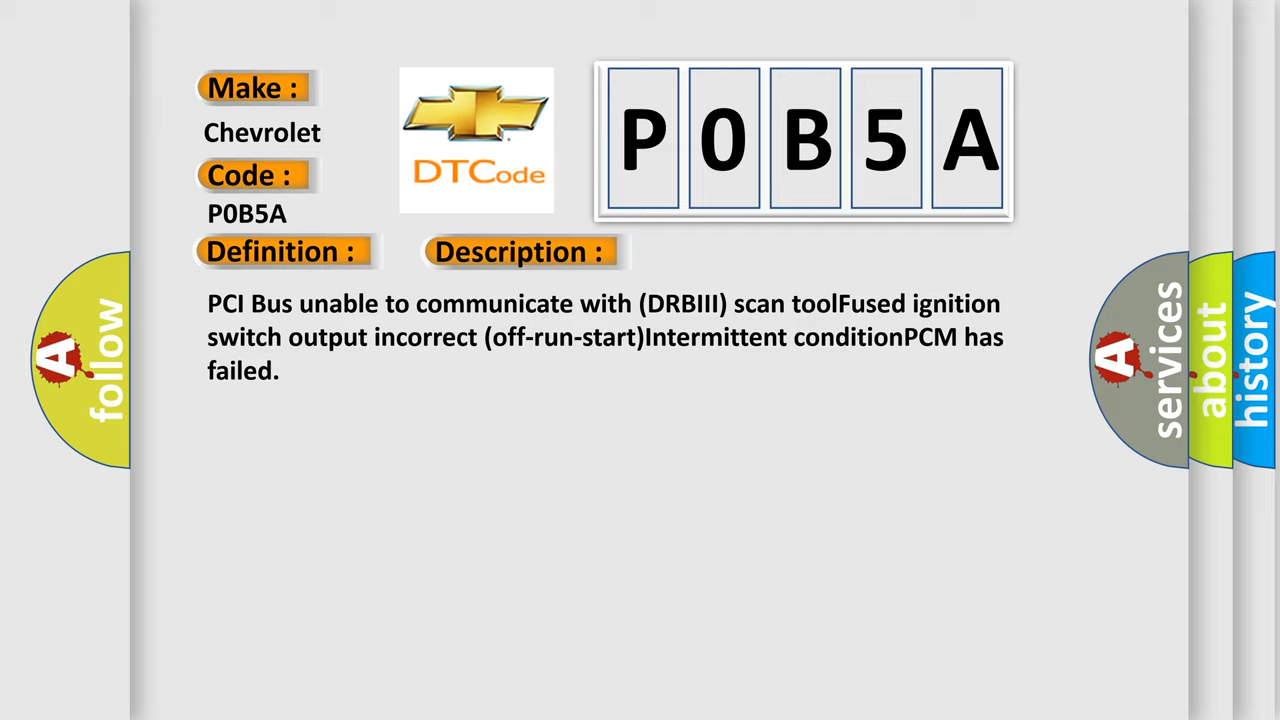 Make :
Chevrolet
Code :
P0B5A
Definition :
Description :
DTCode
P0B5A
PCI Bus unable to communicate with (DRBIII) scan toolFused ignition
switch output incorrect (off-run-start)Intermittent conditionPCM has
failed.
A
follow
A
services
about
history